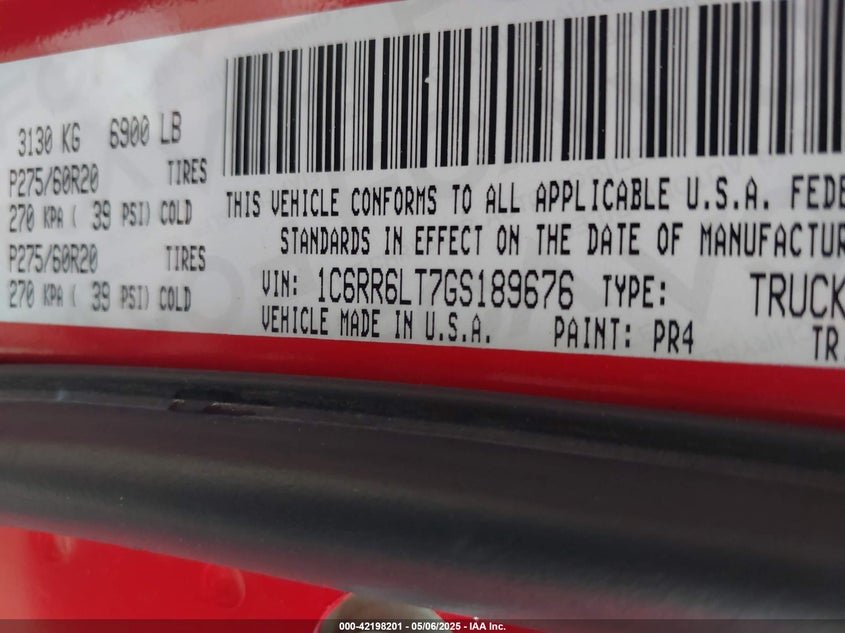 3130 KG 6900 LB
P275/60R20 TIRES
270 KPA ( 39 PSI) COLD
P275/60R20 TIRES
270 KPA ( 39 PSI) COLD
THIS VEHICLE CONFORMS TO ALL APPLICABLE U.S.A. FEDE
STANDARDS IN EFFECT ON THE DATE OF MANUFACTUR
VIN: 1C6RR6LT7GS189676 TYPE: TRUCK
VEHICLE MADE IN U.S.A. PAINT: PR4 TR
000-42198201 - 05/06/2025 - IAA Inc.